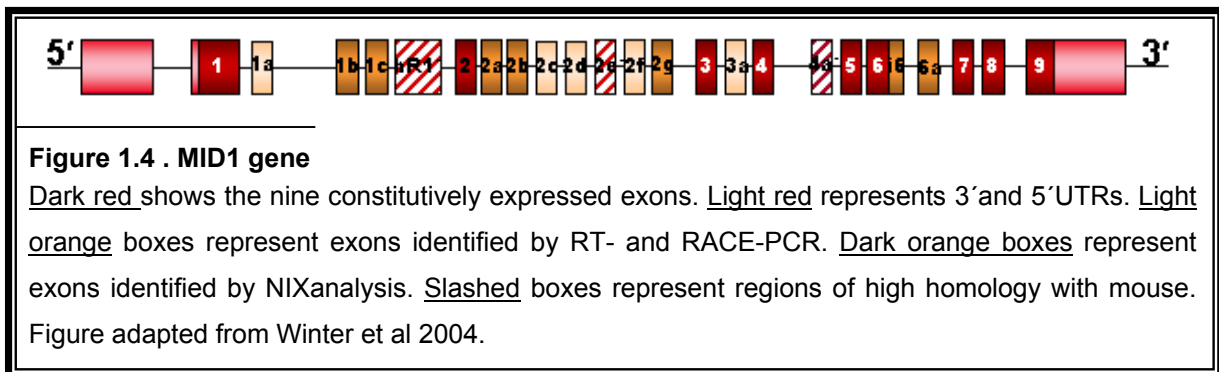 5′ 1 1a 1b 1c aR1 2 2a 2b 2c 2d 2e 2f 2g 3 3a 4 4a 5 6 i6 6a 7 8 9 3′
Figure 1.4 . MID1 gene
Dark red shows the nine constitutively expressed exons. Light red represents 3´and 5´UTRs. Light
orange boxes represent exons identified by RT- and RACE-PCR. Dark orange boxes represent
exons identified by NIXanalysis. Slashed boxes represent regions of high homology with mouse.
Figure adapted from Winter et al 2004.